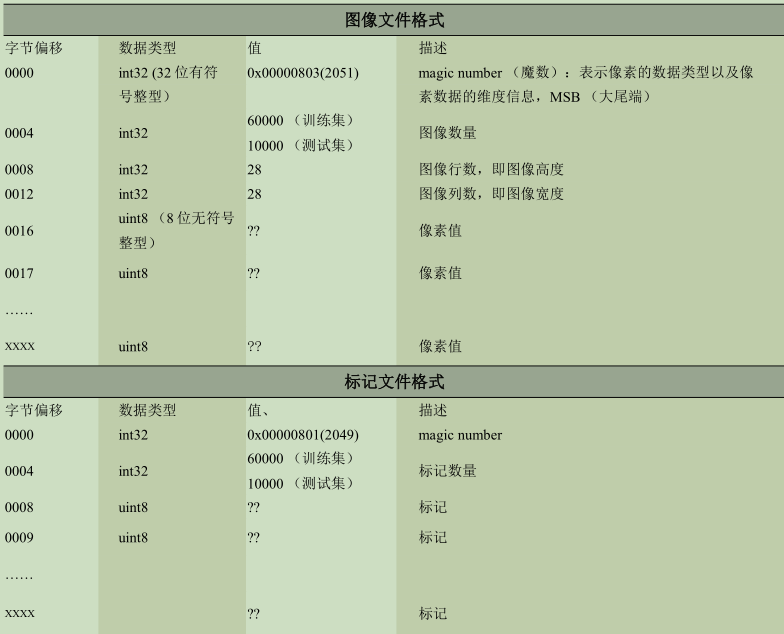 图像文件格式
字节偏移 数据类型 值 描述
0000 int32 (32 位有符 0x00000803(2051) magic number （魔数）：表示像素的数据类型以及像
号整型） 素数据的维度信息，MSB （大尾端）
60000 （训练集）
0004 int32 图像数量
10000 （测试集）
0008 int32 28 图像行数，即图像高度
0012 int32 28 图像列数，即图像宽度
uint8 （8 位无符号
0016 ?? 像素值
整型）
0017 uint8 ?? 像素值
……
xxxx uint8 ?? 像素值
标记文件格式
字节偏移 数据类型 值、 描述
0000 int32 0x00000801(2049) magic number
60000 （训练集）
0004 int32 标记数量
10000 （测试集）
0008 uint8 ?? 标记
0009 uint8 ?? 标记
……
xxxx ?? 标记